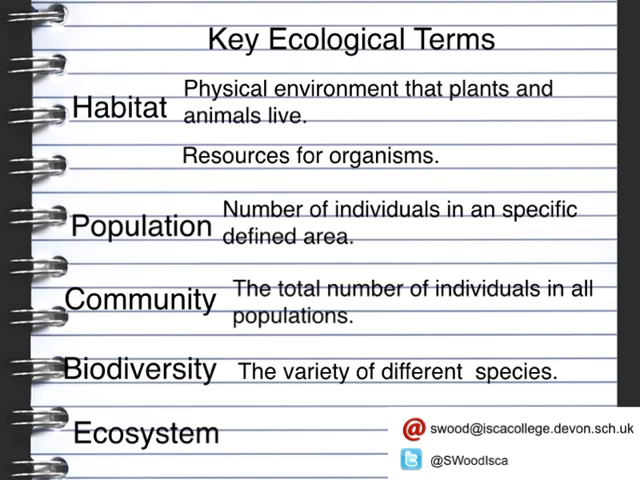 Key Ecological Terms
Habitat
Physical environment that plants and
animals live.
Resources for organisms.
Population
Number of individuals in an specific
defined area.
Community
The total number of individuals in all
populations.
Biodiversity
The variety of different  species.
Ecosystem
@ swood@iscacollege.devon.sch.uk
@SWoodIsca